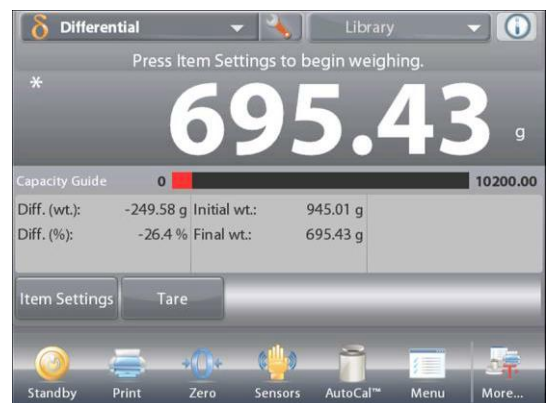 δ Differential Library
Press Item Settings to begin weighing.
*
695.43 g
Capacity Guide 0 10200.00
Diff. (wt.): -249.58 g Initial wt.: 945.01 g
Diff. (%): -26.4 % Final wt.: 695.43 g
Item Settings Tare
Standby Print Zero Sensors AutoCal™ Menu More...